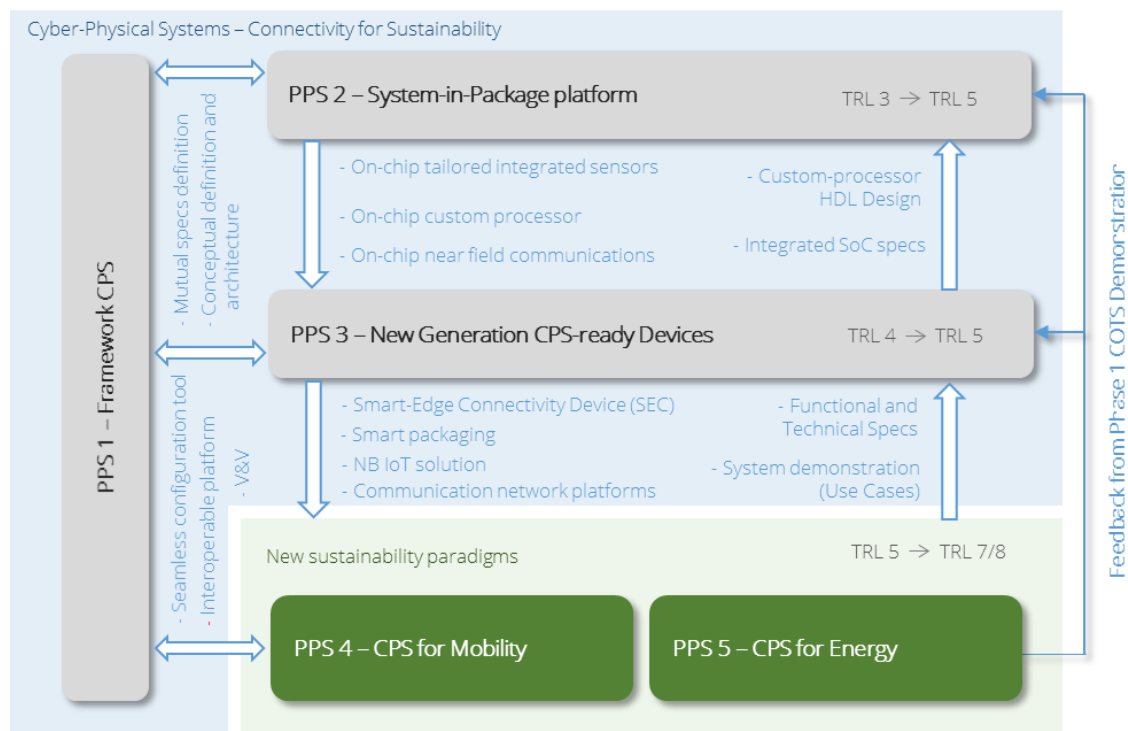 Cyber-Physical Systems – Connectivity for Sustainability
PPS 1 – Framework CPS
- Mutual specs definition
- Conceptual definition and
architecture
- Seamless configuration tool
- Interoperable platform
- V&V
PPS 2 – System-in-Package platform
TRL 3 → TRL 5
- On-chip tailored integrated sensors
- On-chip custom processor
- On-chip near field communications
- Custom-processor
HDL Design
- Integrated SoC specs
PPS 3 – New Generation CPS-ready Devices
TRL 4 → TRL 5
- Smart-Edge Connectivity Device (SEC)
- Smart packaging
- NB IoT solution
- Communication network platforms
- Functional and
Technical Specs
- System demonstration
(Use Cases)
New sustainability paradigms
TRL 5 → TRL 7/8
PPS 4 – CPS for Mobility
PPS 5 – CPS for Energy
Feedback from Phase 1 COTS Demonstration